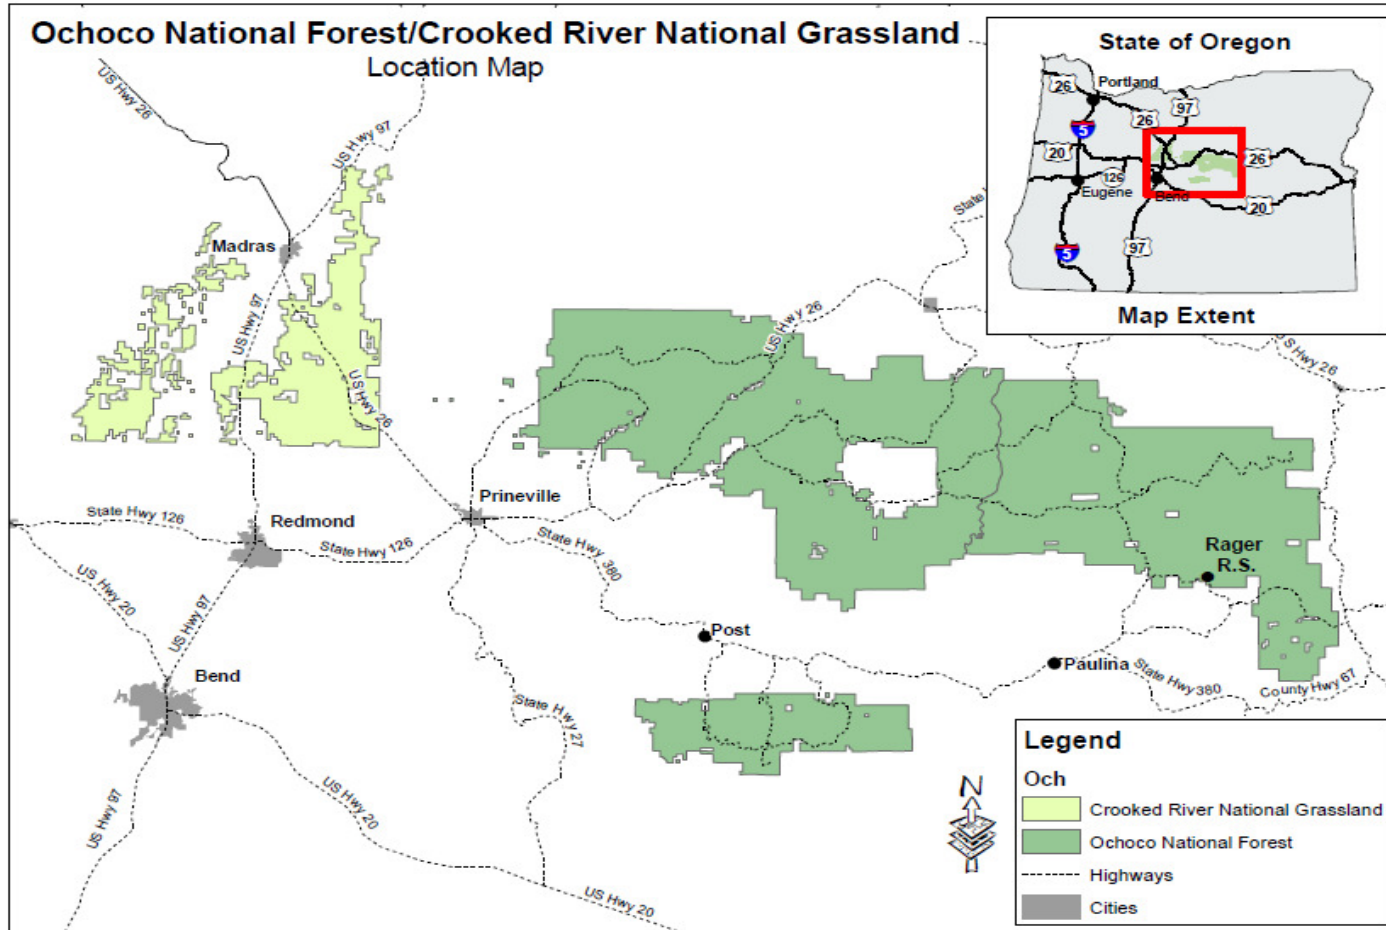 Ochoco National Forest/Crooked River National Grassland
Location Map
State of Oregon
Portland
26
97
26
5
20
26
126
Eugene
Bend
20
97
5
Map Extent
US Hwy 26
US Hwy 97
State H
Madras
US Hwy 97
US Hwy 26
US Hwy 26
US Hwy 26
Prineville
State Hwy 126
Redmond
State Hwy 126
State Hwy 380
Rager
R.S.
US Hwy 20
US Hwy 97
Post
Paulina
State Hwy 380
County Hwy 67
Bend
State Hwy 27
US Hwy 97
US Hwy 20
US Hwy 20
N
Legend
Och
Crooked River National Grassland
Ochoco National Forest
Highways
Cities